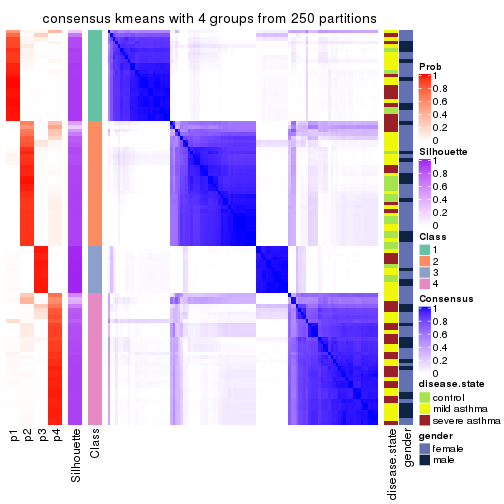 consensus kmeans with 4 groups from 250 partitions
Prob
1
0.8
0.6
0.4
0.2
0
Silhouette
1
0.8
0.6
0.4
0.2
0
Class
1
2
3
4
Consensus
1
0.8
0.6
0.4
0.2
0
disease.state
control
mild asthma
severe asthma
gender
female
male
p1
p2
p3
p4
Silhouette
Class
disease.state
gender